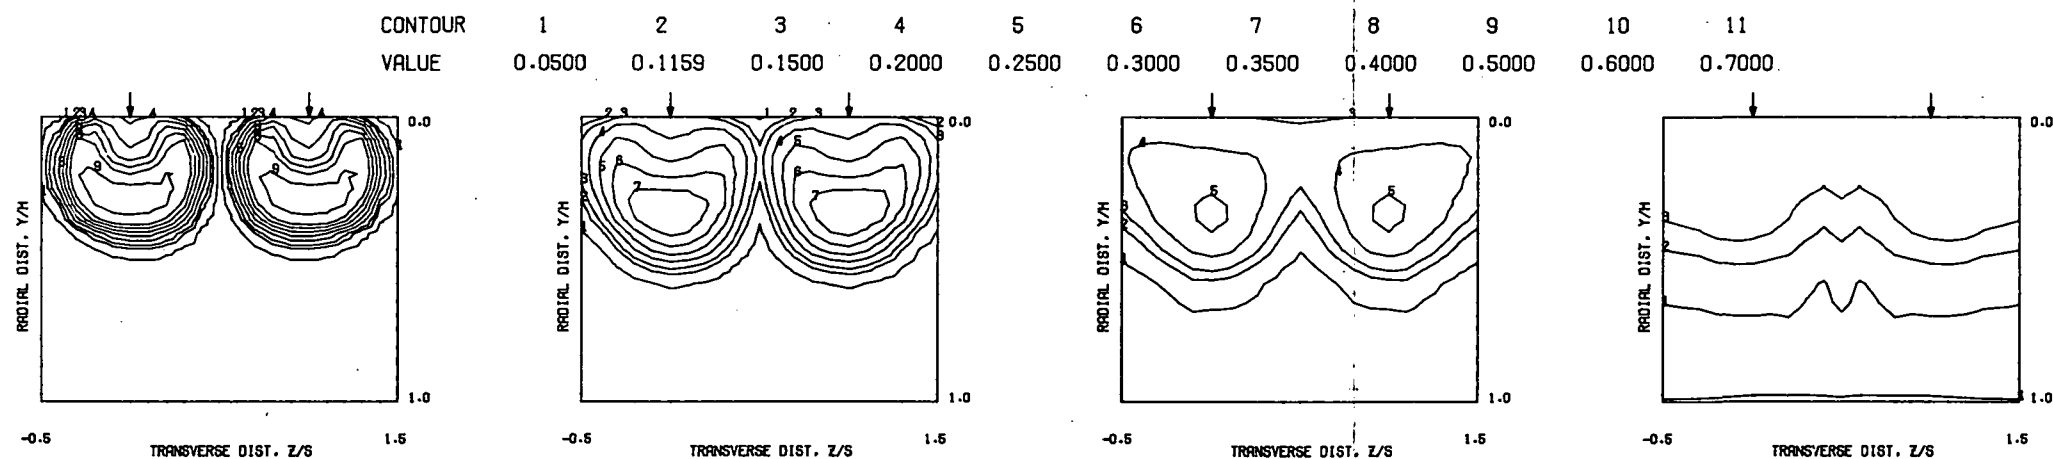 CONTOUR 1 2 3 4 5 6 7 8 9 10 11
VALUE 0.0500 0.1159 0.1500 0.2000 0.2500 0.3000 0.3500 0.4000 0.5000 0.6000 0.7000
RADIAL DIST. Y/H
0.0
1.0
-0.5 1.5
TRANSVERSE DIST. Z/S
RADIAL DIST. Y/H
0.0
1.0
-0.5 1.5
TRANSVERSE DIST. Z/S
RADIAL DIST. Y/H
0.0
1.0
-0.5 1.5
TRANSVERSE DIST. Z/S
RADIAL DIST. Y/H
0.0
1.0
-0.5 1.5
TRANSVERSE DIST. Z/S